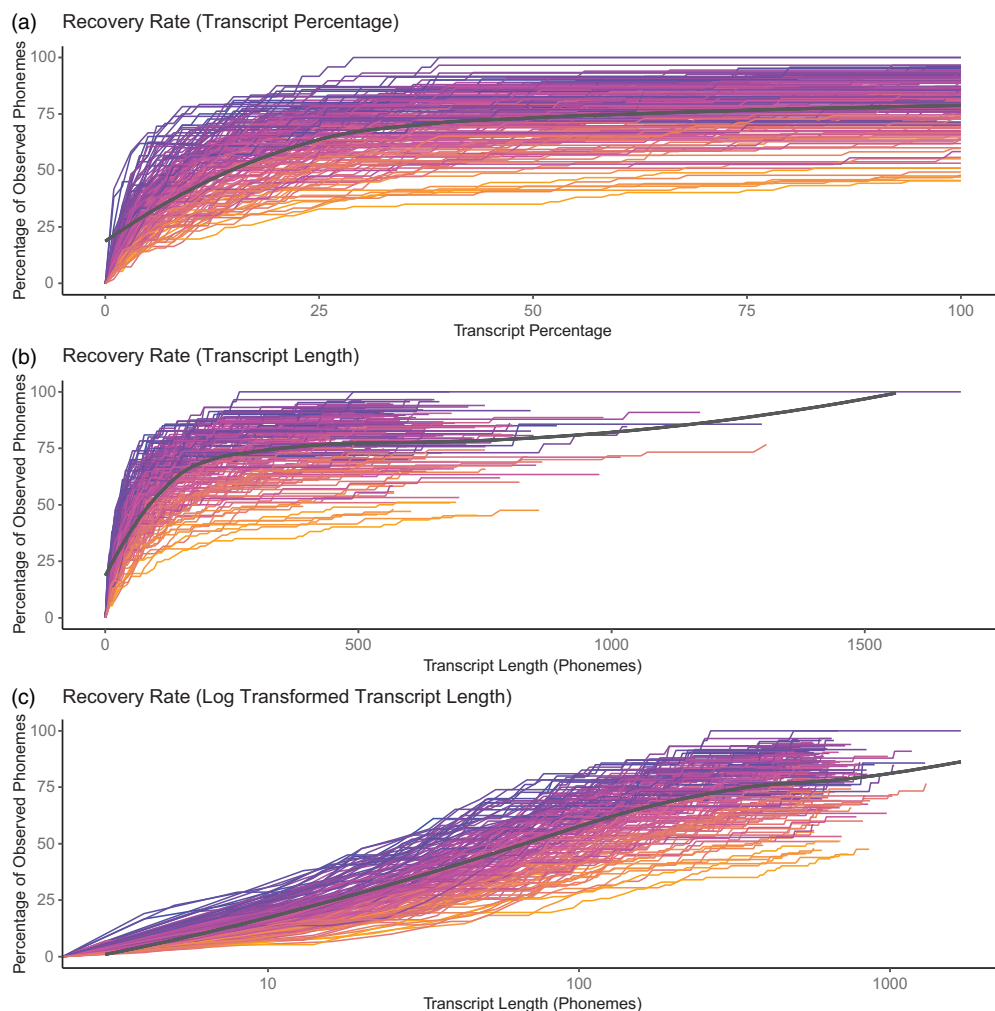 (a) Recovery Rate (Transcript Percentage)
Percentage of Observed Phonemes
100
75
50
25
0
0 25 50 75 100
Transcript Percentage
(b) Recovery Rate (Transcript Length)
Percentage of Observed Phonemes
100
75
50
25
0
0 500 1000 1500
Transcript Length (Phonemes)
(c) Recovery Rate (Log Transformed Transcript Length)
Percentage of Observed Phonemes
100
75
50
25
0
10 100 1000
Transcript Length (Phonemes)